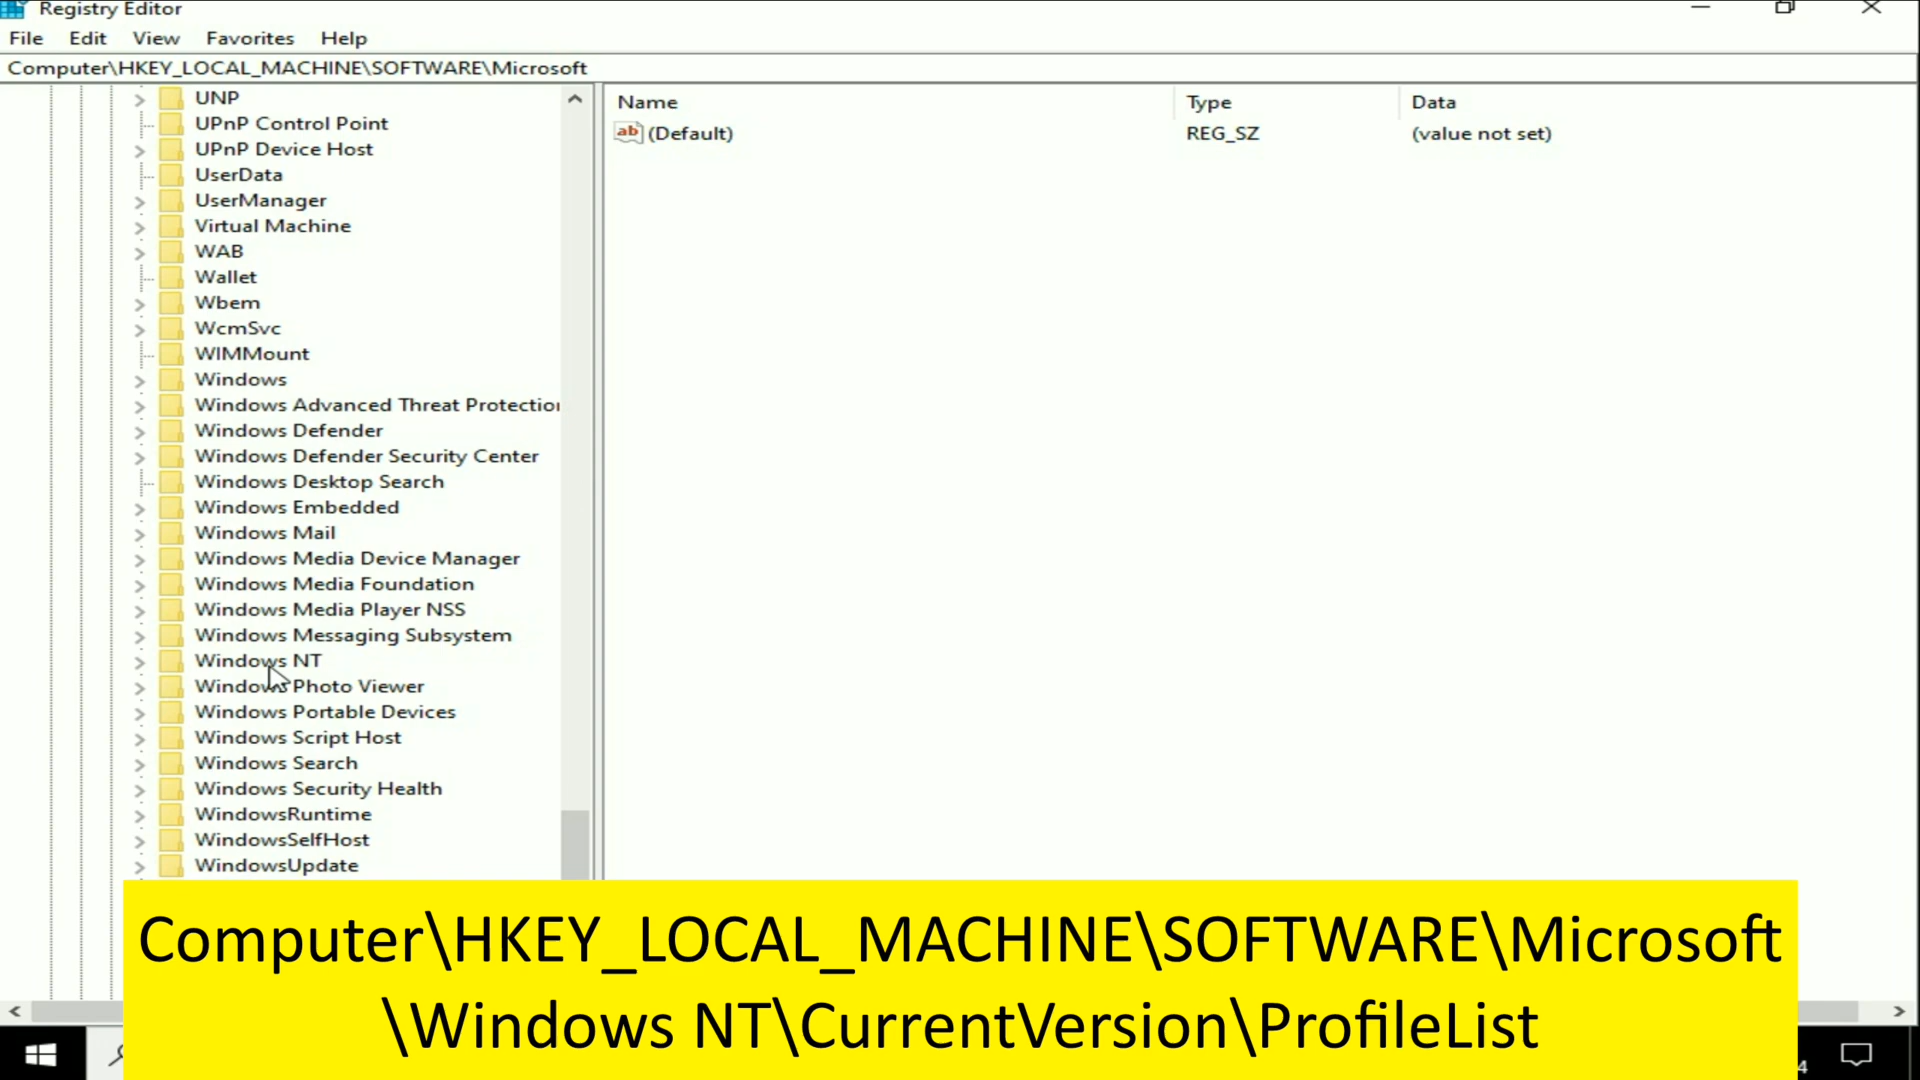 Registry Editor
File Edit View Favorites Help
Computer\HKEY_LOCAL_MACHINE\SOFTWARE\Microsoft
UNP
UPnP Control Point
UPnP Device Host
UserData
UserManager
Virtual Machine
WAB
Wallet
Wbem
WcmSvc
WIMMount
Windows
Windows Advanced Threat Protection
Windows Defender
Windows Defender Security Center
Windows Desktop Search
Windows Embedded
Windows Mail
Windows Media Device Manager
Windows Media Foundation
Windows Media Player NSS
Windows Messaging Subsystem
Windows NT
Windows Photo Viewer
Windows Portable Devices
Windows Script Host
Windows Search
Windows Security Health
WindowsRuntime
WindowsSelfHost
WindowsUpdate
Name Type Data
ab (Default) REG_SZ (value not set)
Computer\HKEY_LOCAL_MACHINE\SOFTWARE\Microsoft
\Windows NT\CurrentVersion\ProfileList
4